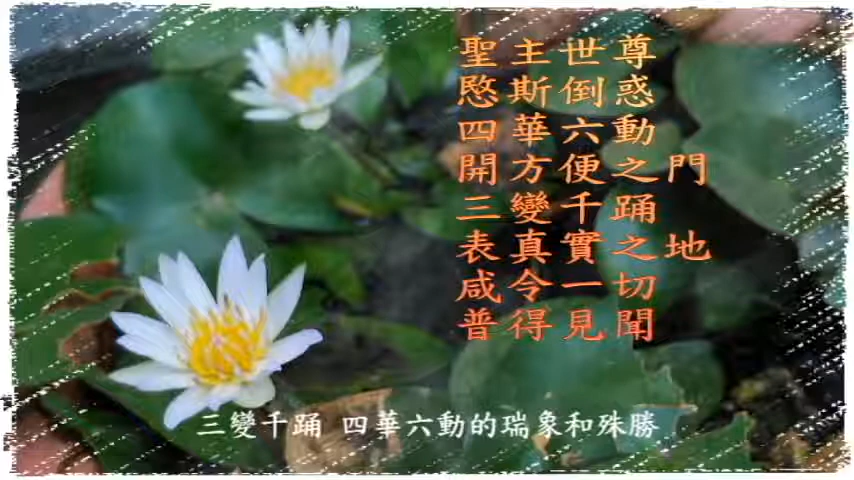 聖主世尊
愍斯倒惑
四華六動
開方便之門
三變千踊
表真實之地
咸令一切
普得見聞
三變千踊 四華六動的瑞象和殊勝